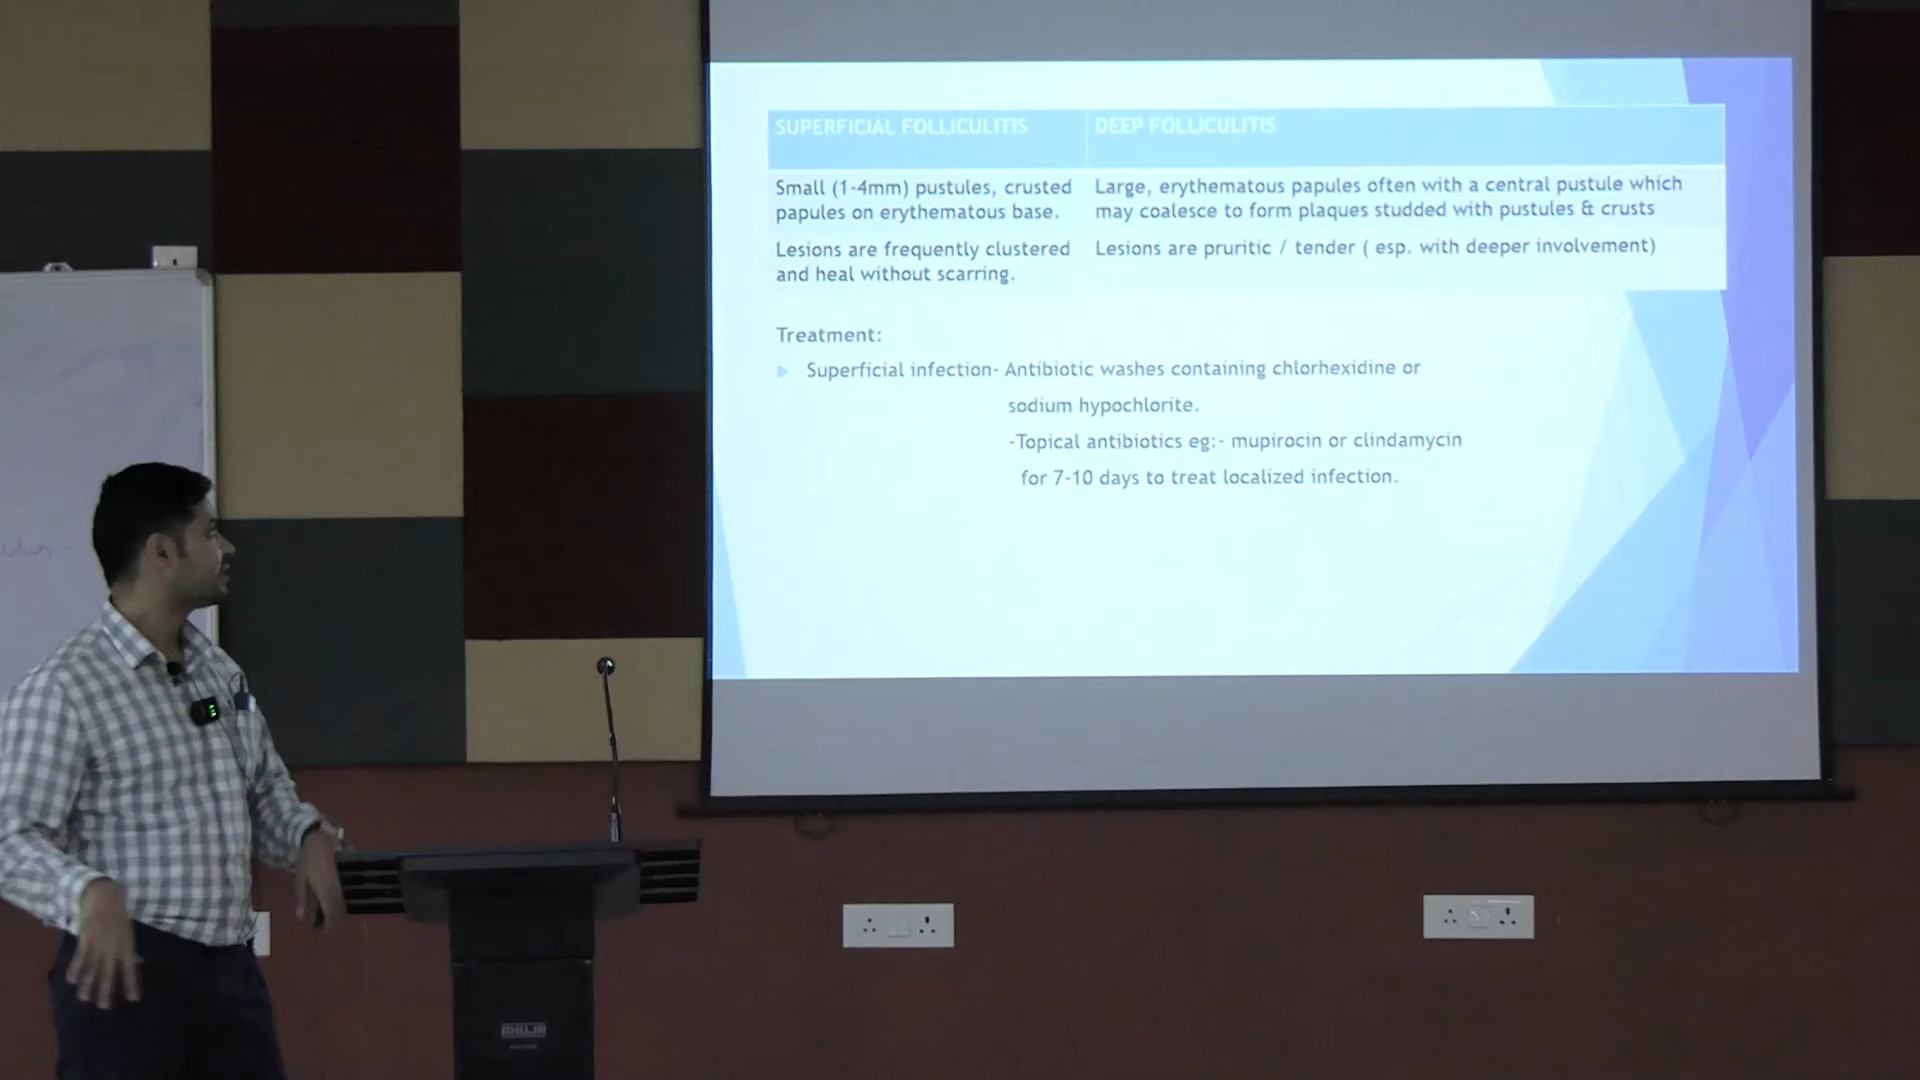 SUPERFICIAL FOLLICULITIS
DEEP FOLLICULITIS
Small (1-4mm) pustules, crusted
papules on erythematous base.
Large, erythematous papules often with a central pustule which
may coalesce to form plaques studded with pustules & crusts
Lesions are frequently clustered
and heal without scarring.
Lesions are pruritic / tender ( esp. with deeper involvement)
Treatment:
Superficial infection- Antibiotic washes containing chlorhexidine or
sodium hypochlorite.
-Topical antibiotics eg:- mupirocin or clindamycin
for 7-10 days to treat localized infection.
AHUJA